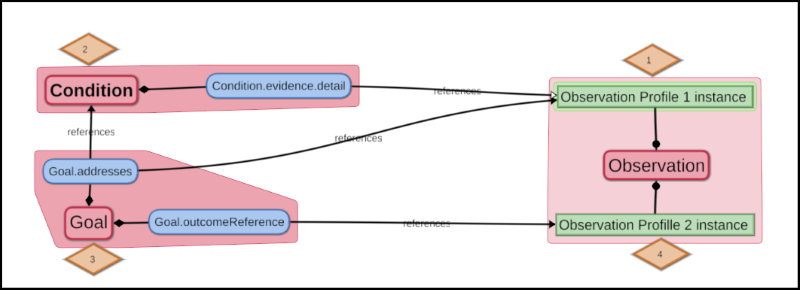 2
1
Condition
Condition.evidence.detail
references
Observation Profile 1 instance
references
references
Goal.addresses
Observation
Goal
Goal.outcomeReference
references
Observation Profille 2 instance
3
4